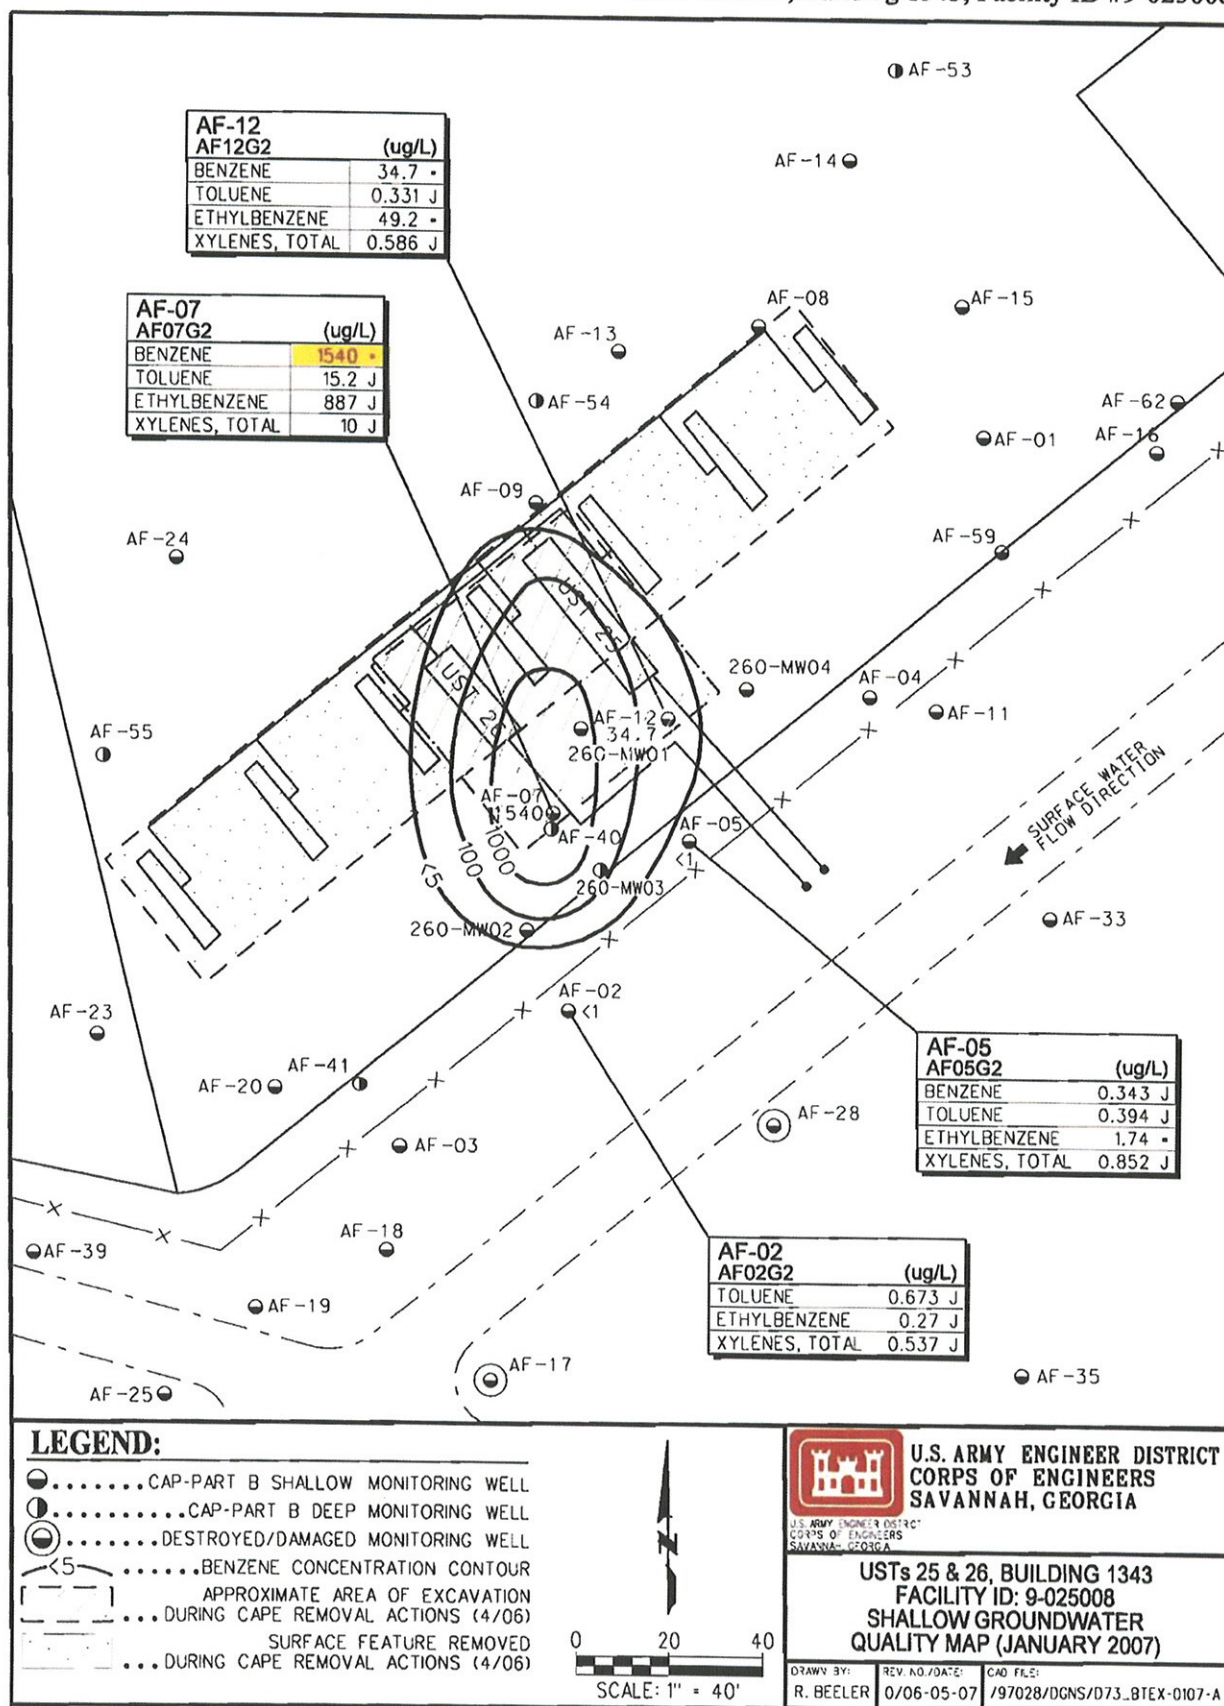 AF-53
AF-14
AF-12
AF12G2 (ug/L)
BENZENE 34.7 •
TOLUENE 0.331 J
ETHYLBENZENE 49.2 •
XYLENES, TOTAL 0.586 J
AF-07
AF07G2 (ug/L)
BENZENE 1540 •
TOLUENE 15.2 J
ETHYLBENZENE 887 J
XYLENES, TOTAL 10 J
AF-08
AF-15
AF-13
AF-54
AF-62
AF-01
AF-16
AF-09
AF-24
AF-59
UST 25
UST 26
260-MW04
AF-04
AF-11
AF-12
34.7
260-MW01
AF-55
AF-07
1540
AF-40
AF-05
<1
SURFACE WATER
FLOW DIRECTION
1000
100
<5
260-MW03
260-MW02
AF-33
AF-02
<1
AF-23
AF-41
AF-20
AF-03
AF-28
AF-05
AF05G2 (ug/L)
BENZENE 0.343 J
TOLUENE 0.394 J
ETHYLBENZENE 1.74 •
XYLENES, TOTAL 0.852 J
AF-18
AF-39
AF-19
AF-02
AF02G2 (ug/L)
TOLUENE 0.673 J
ETHYLBENZENE 0.27 J
XYLENES, TOTAL 0.537 J
AF-17
AF-25
AF-35
LEGEND:
.......CAP-PART B SHALLOW MONITORING WELL
..........CAP-PART B DEEP MONITORING WELL
.......DESTROYED/DAMAGED MONITORING WELL
<5 ......BENZENE CONCENTRATION CONTOUR
APPROXIMATE AREA OF EXCAVATION
... DURING CAPE REMOVAL ACTIONS (4/06)
SURFACE FEATURE REMOVED
... DURING CAPE REMOVAL ACTIONS (4/06)
N
0 20 40
SCALE: 1" = 40'
U.S. ARMY ENGINEER DISTRICT
CORPS OF ENGINEERS
SAVANNAH, GEORGIA
U.S. ARMY ENGINEER DISTRICT
CORPS OF ENGINEERS
SAVANNAH, GEORGIA
USTs 25 & 26, BUILDING 1343
FACILITY ID: 9-025008
SHALLOW GROUNDWATER
QUALITY MAP (JANUARY 2007)
DRAWN BY: REV. NO./DATE: CAD FILE:
R. BEELER 0/06-05-07 /97028/DGNS/D73_BTEX-0107-A